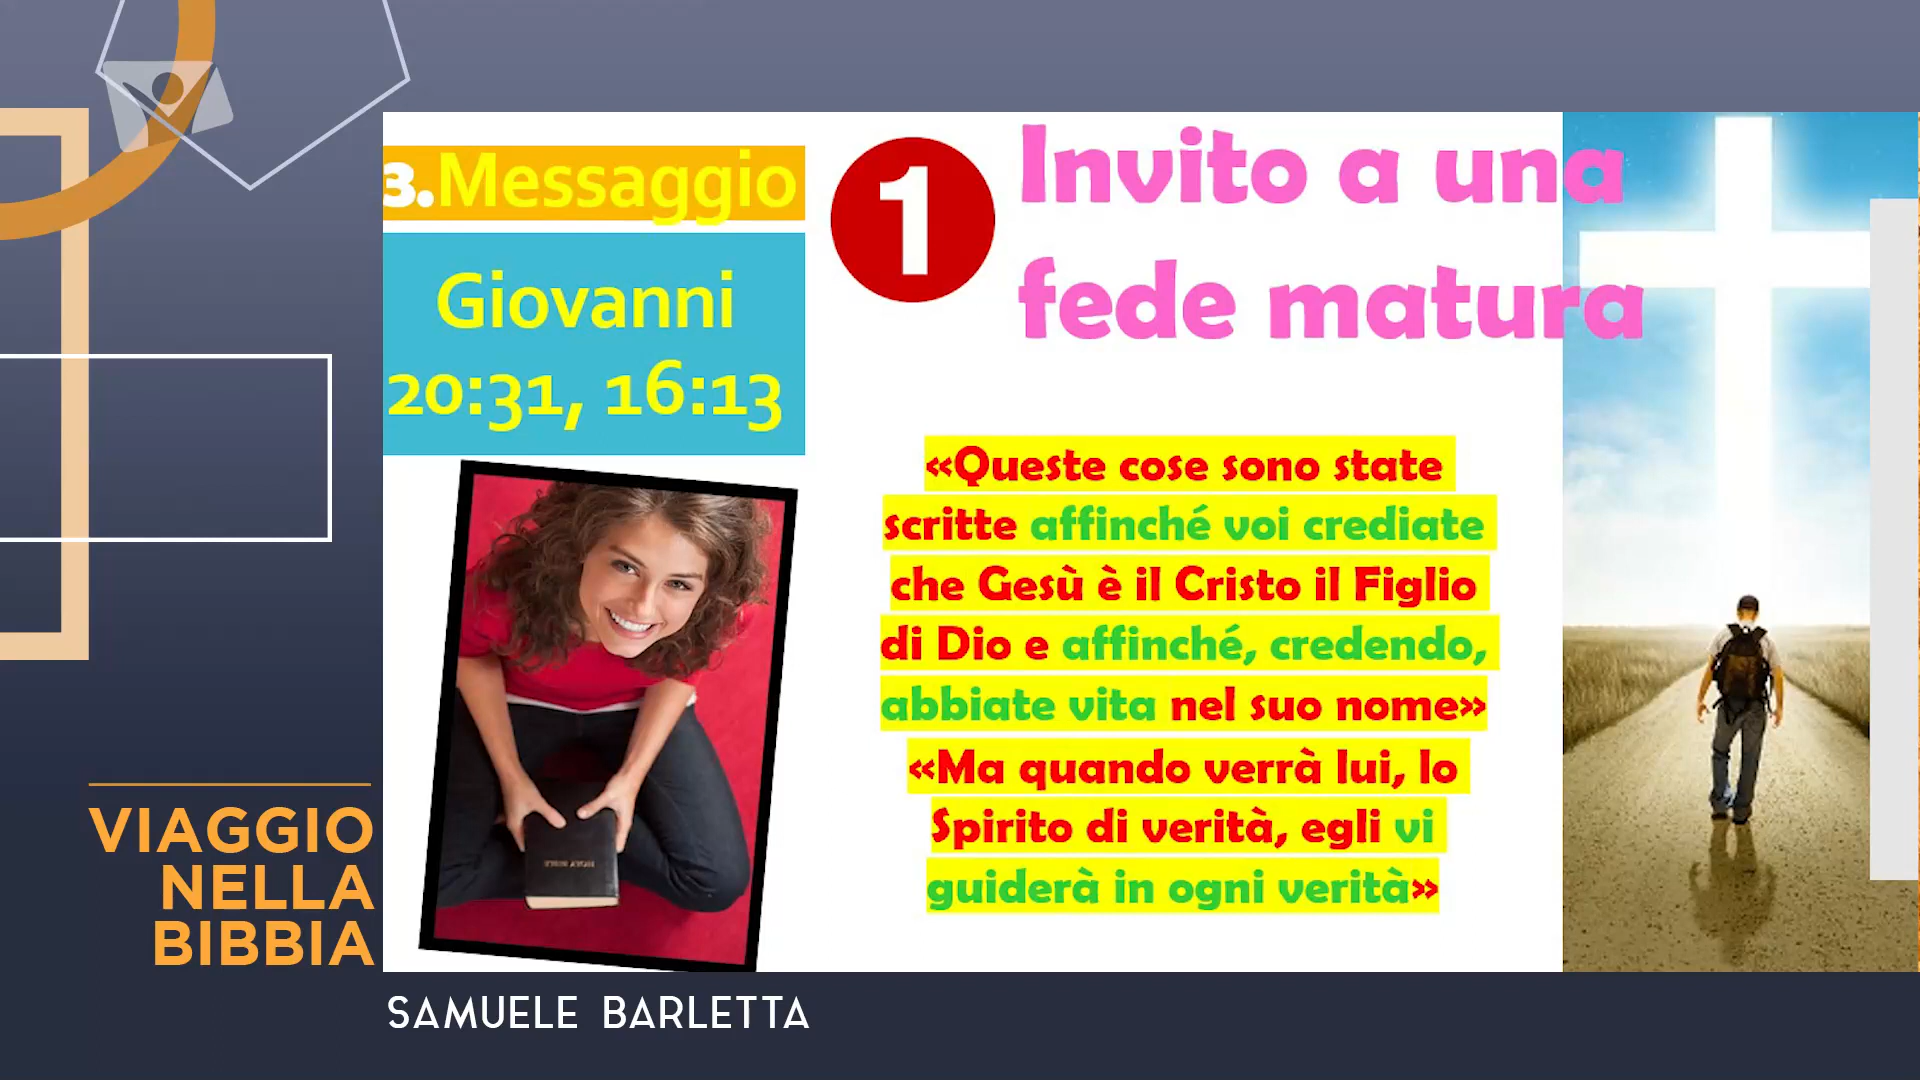 3.Messaggio
Giovanni
20:31, 16:13
1
Invito a una
fede matura
«Queste cose sono state
scritte affinché voi crediate
che Gesù è il Cristo il Figlio
di Dio e affinché, credendo,
abbiate vita nel suo nome»
«Ma quando verrà lui, lo
Spirito di verità, egli vi
guiderà in ogni verità»
VIAGGIO
NELLA
BIBBIA
SAMUELE BARLETTA